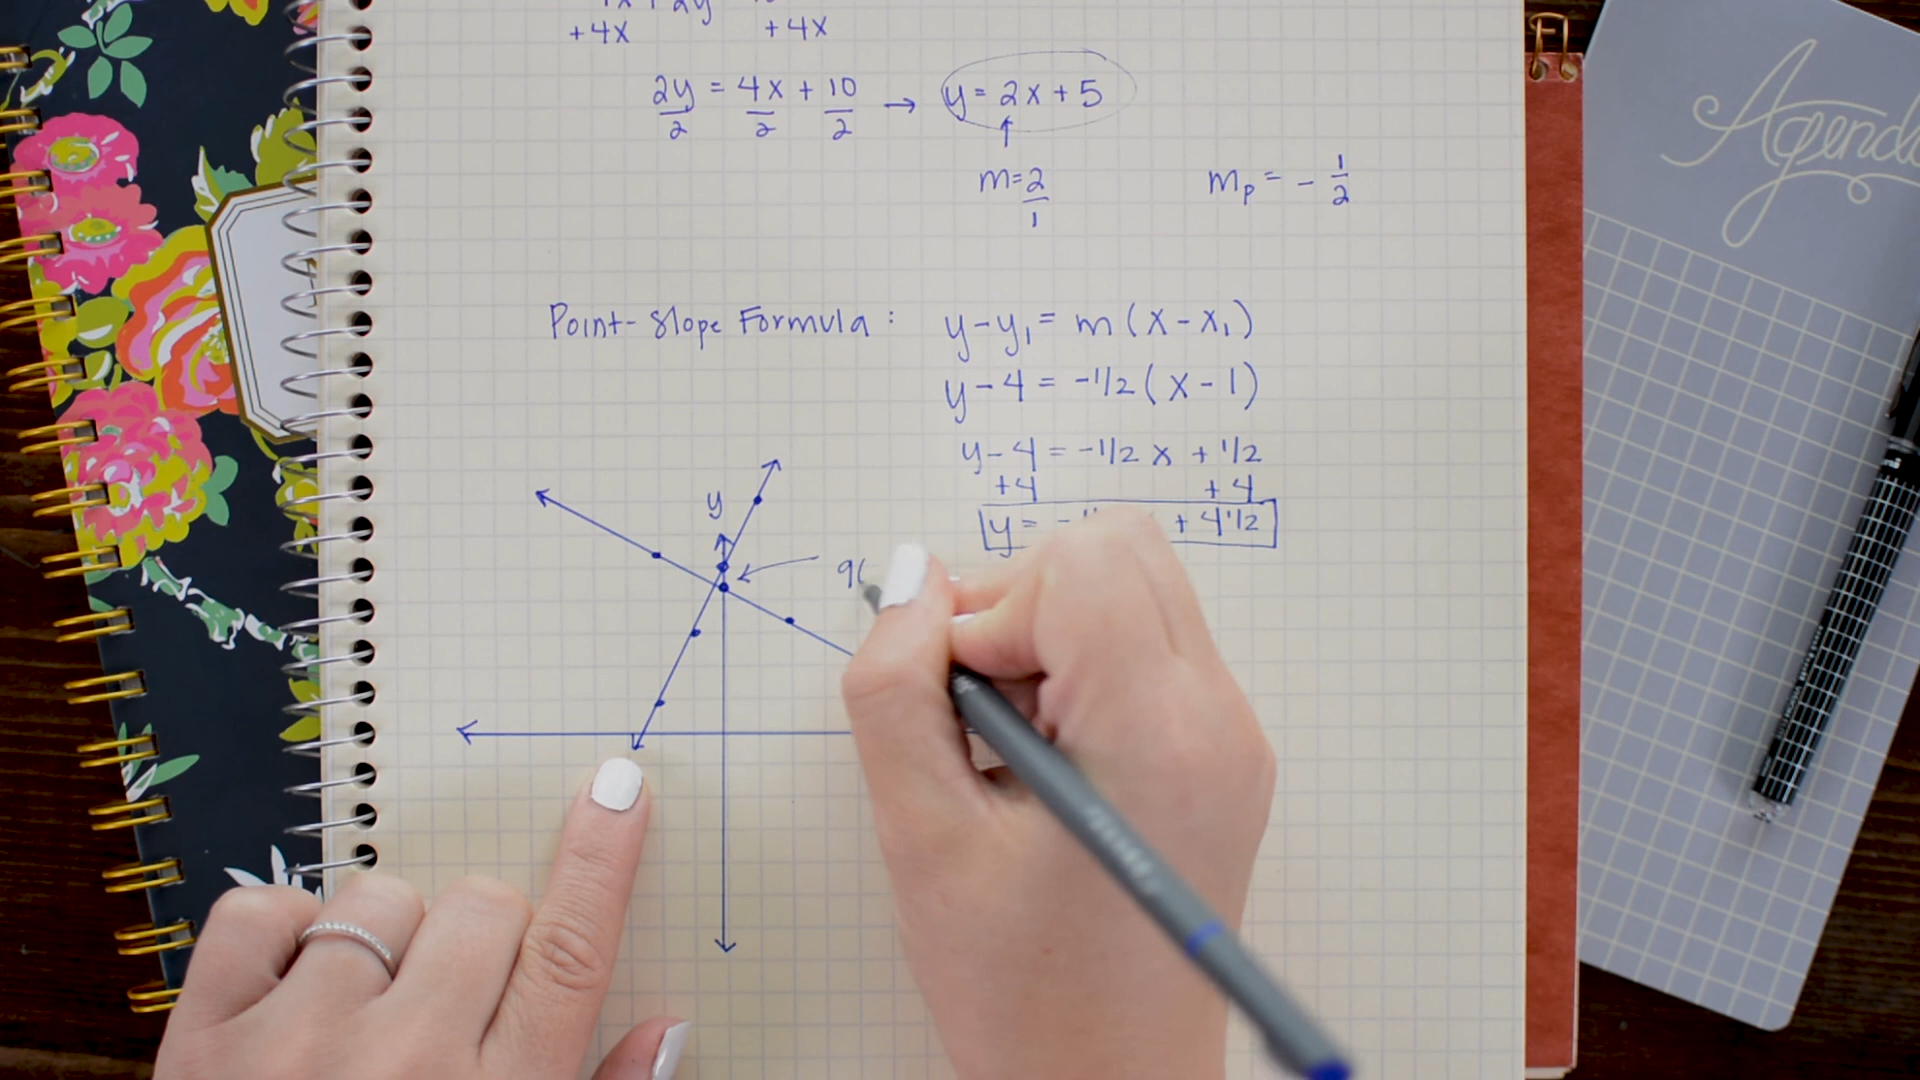 +4x +4x
2y/2 = 4x/2 + 10/2 → y = 2x + 5
m = 2/1 mₚ = - 1/2
Point-Slope Formula : y - y₁ = m (x - x₁)
y - 4 = -1/2 (x - 1)
y - 4 = -1/2 x + 1/2
+4 + 4
y = - + 4 1/2
y
Agenda